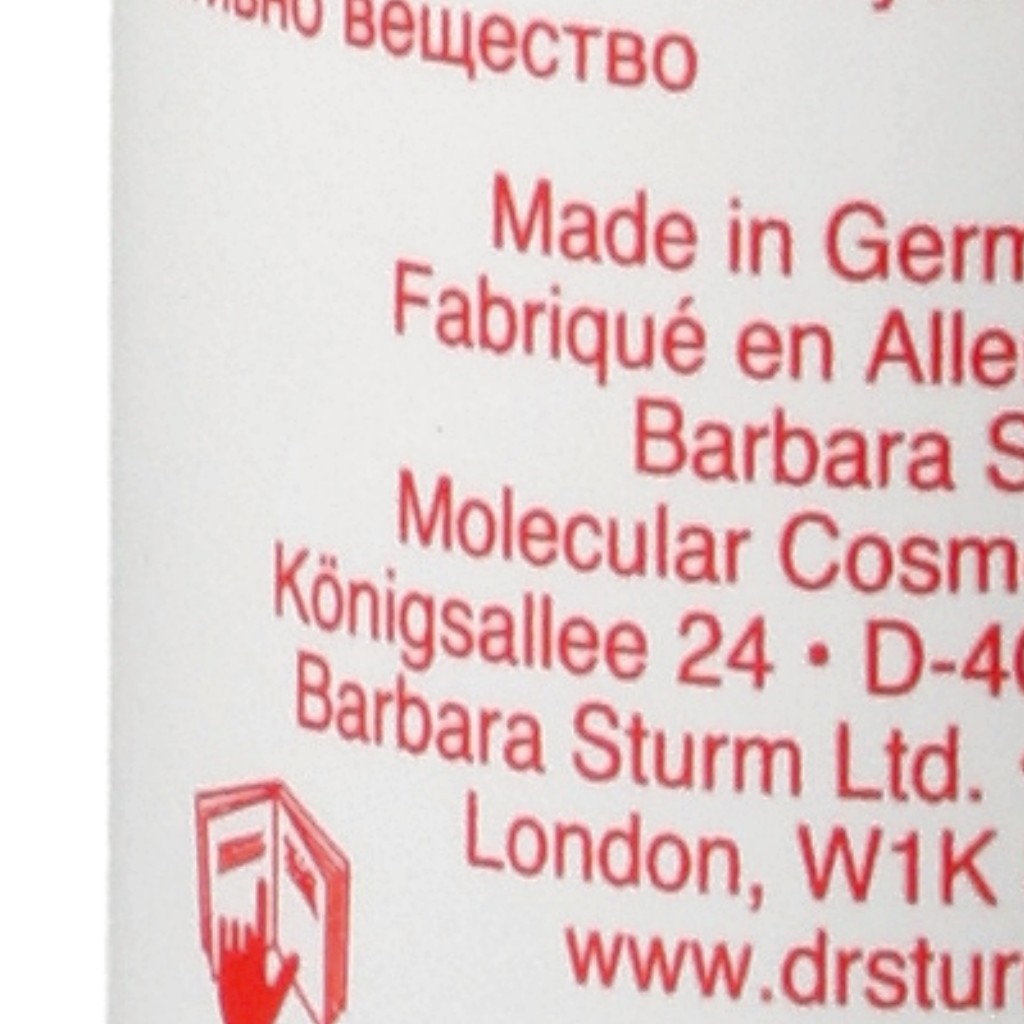 вещество
Made in Germ
Fabriqué en Alle
Barbara S
Molecular Cosm
Königsallee 24 • D-40
Barbara Sturm Ltd.
London, W1K
www.drstur